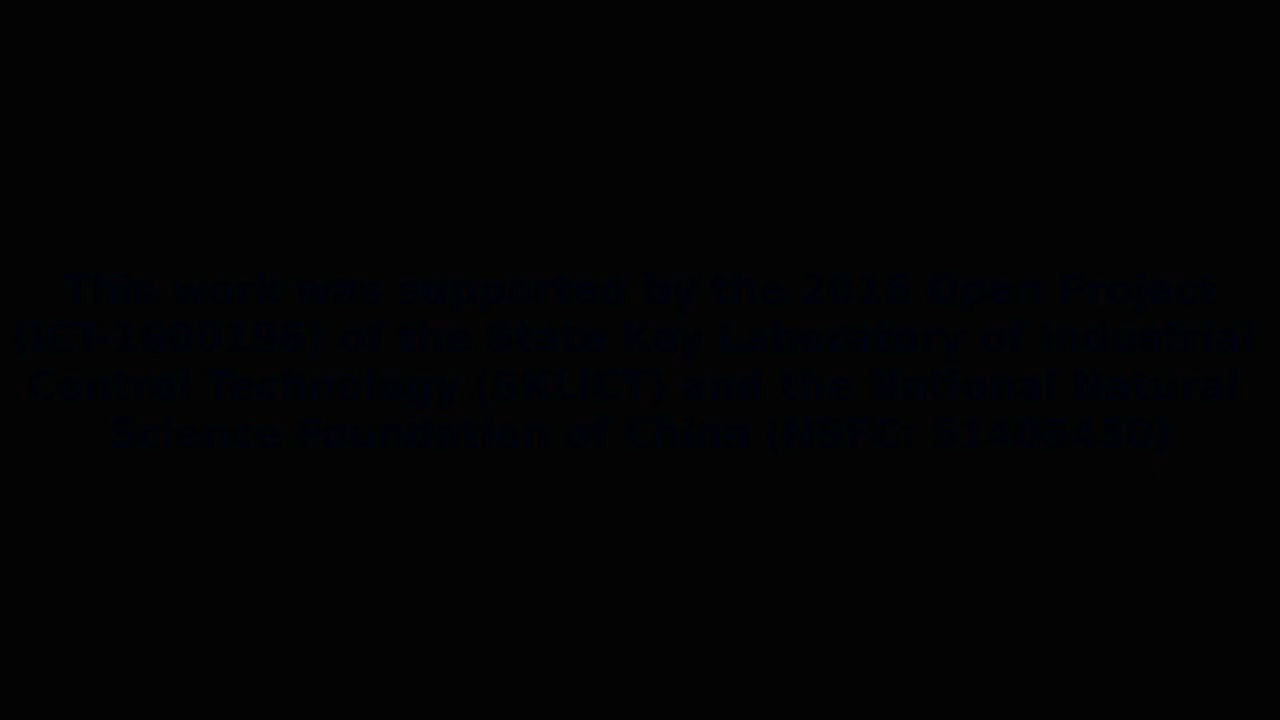 This work was supported by the 2016 Open Project
of the State Key Laboratory of Industrial
Control Technology (SKLICT) and the National Natural
Science Foundation of China (NSFC: